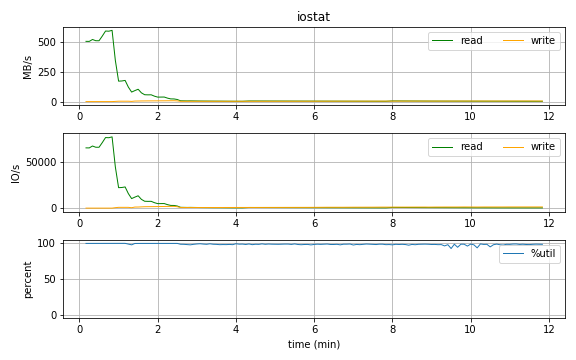 iostat
MB/s
500
250
0
read
write
0 2 4 6 8 10 12
IO/s
50000
0
read
write
0 2 4 6 8 10 12
percent
100
50
0
%util
0 2 4 6 8 10 12
time (min)